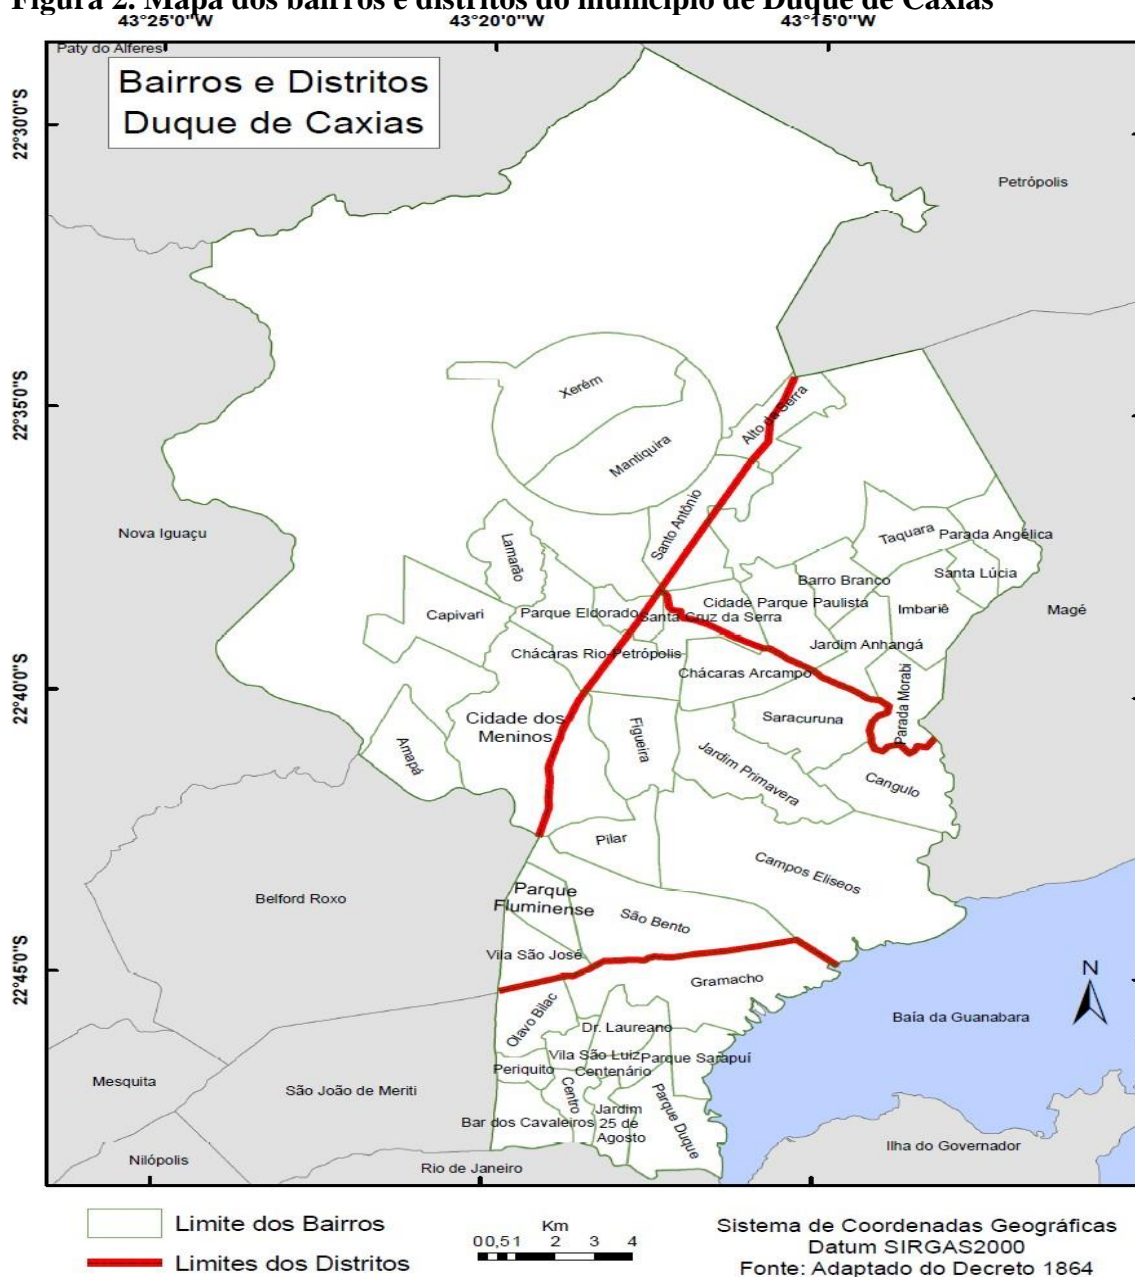 Figura 2. Mapa dos bairros e distritos do município de Duque de Caxias
43°25'0"W 43°20'0"W 43°15'0"W
Paty do Alferes
Bairros e Distritos
Duque de Caxias
22°30'0"S
Petrópolis
22°35'0"S
Xerém
Alto da Serra
Mantiquira
Santo Antônio
Nova Iguaçu
Lamarão
Taquara
Parada Angélica
Barro Branco
Santa Lúcia
Capivari
Parque Eldorado
Santa Cruz da Serra
Cidade Parque Paulista
Imbariê
Magé
Jardim Anhangá
Chácaras Rio-Petrópolis
Chácaras Arcampo
22°40'0"S
Parada Morabi
Cidade dos
Meninos
Saracuruna
Figueira
Amapá
Jardim Primavera
Cangulo
Pilar
Campos Elíseos
Belford Roxo
Parque
Fluminense
São Bento
Vila São José
22°45'0"S
Gramacho
N
Olavo Bilac
Baía da Guanabara
Dr. Laureano
Vila São Luiz
Parque Sarapuí
Periquito
Centenário
Mesquita
São João de Meriti
Centro
Bar dos Cavaleiros
Jardim
25 de
Agosto
Parque Duque
Ilha do Governador
Nilópolis
Rio de Janeiro
Limite dos Bairros
Limites dos Distritos
Km
0 0,5 1 2 3 4
Sistema de Coordenadas Geográficas
Datum SIRGAS2000
Fonte: Adaptado do Decreto 1864